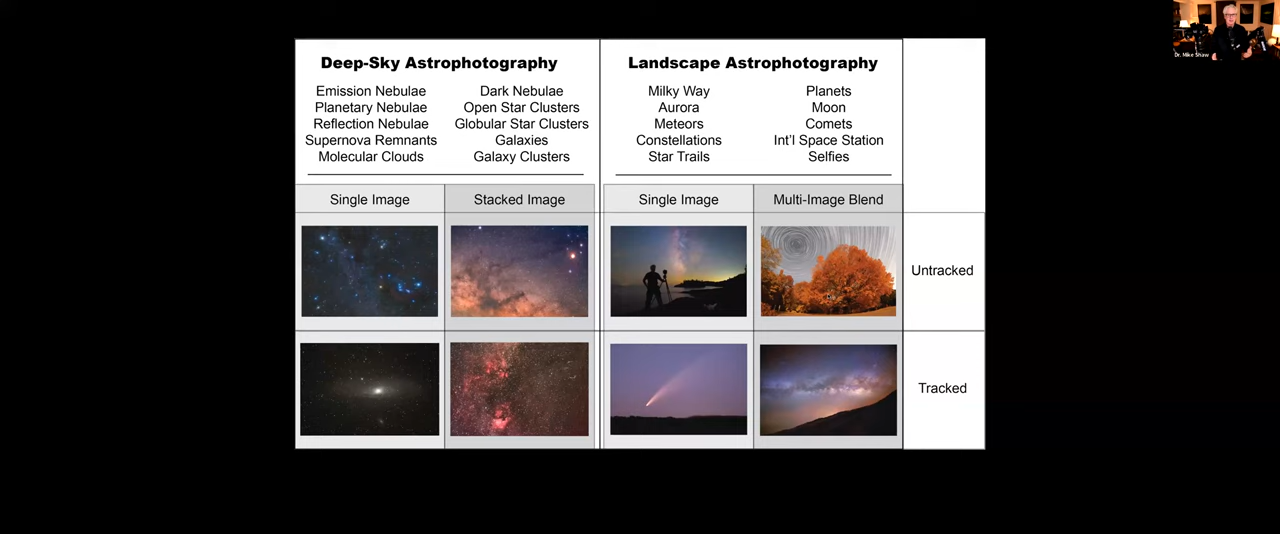 Dr. Mike Shaw
Deep-Sky Astrophotography
Emission Nebulae
Planetary Nebulae
Reflection Nebulae
Supernova Remnants
Molecular Clouds
Dark Nebulae
Open Star Clusters
Globular Star Clusters
Galaxies
Galaxy Clusters
Landscape Astrophotography
Milky Way
Aurora
Meteors
Constellations
Star Trails
Planets
Moon
Comets
Int'l Space Station
Selfies
Single Image
Stacked Image
Single Image
Multi-Image Blend
Untracked
Tracked